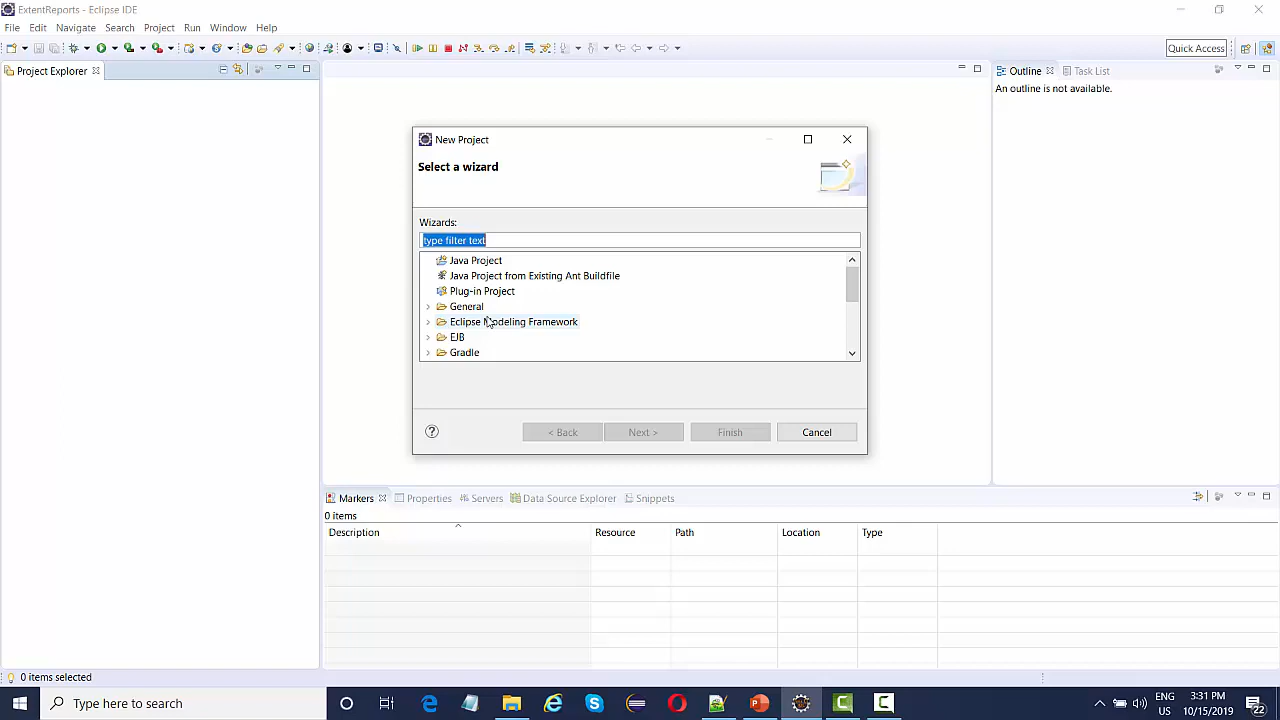 ExtentReports - Eclipse IDE
File Edit Navigate Search Project Run Window Help
Quick Access
Project Explorer
Outline Task List
An outline is not available.
New Project
Select a wizard
Wizards:
type filter text
Java Project
Java Project from Existing Ant Buildfile
Plug-in Project
General
Eclipse Modeling Framework
EJB
Gradle
< Back Next > Finish Cancel
Markers Properties Servers Data Source Explorer Snippets
0 items
Description Resource Path Location Type
0 items selected
Type here to search
ENG 3:31 PM
US 10/15/2019 22